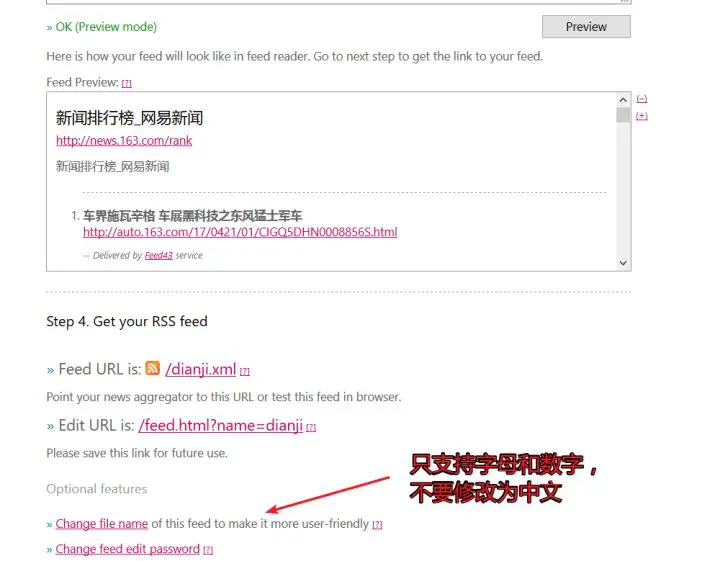 » OK (Preview mode)
Preview
Here is how your feed will look like in feed reader. Go to next step to get the link to your feed.
Feed Preview: [?]
新闻排行榜_网易新闻
http://news.163.com/rank
新闻排行榜_网易新闻
1. 车界施瓦辛格 车展黑科技之东风猛士军车
http://auto.163.com/17/0421/01/CIGQ5DHN0008856S.html
-- Delivered by Feed43 service
(--)
(+)
Step 4. Get your RSS feed
» Feed URL is: /dianji.xml [?]
Point your news aggregator to this URL or test this feed in browser.
» Edit URL is: /feed.html?name=dianji [?]
Please save this link for future use.
只支持字母和数字，
不要修改为中文
Optional features
» Change file name of this feed to make it more user-friendly [?]
» Change feed edit password [?]